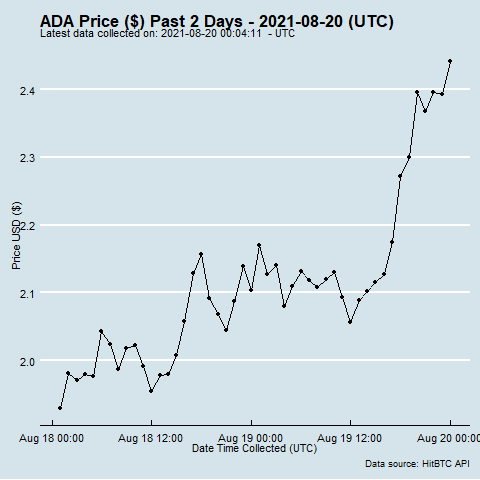 ADA Price ($) Past 2 Days - 2021-08-20 (UTC)
Latest data collected on: 2021-08-20 00:04:11 - UTC
2.4
2.3
2.2
2.1
2.0
Price USD ($)
Aug 18 00:00 Aug 18 12:00 Aug 19 00:00 Aug 19 12:00 Aug 20 00:00
Date Time Collected (UTC)
Data source: HitBTC API